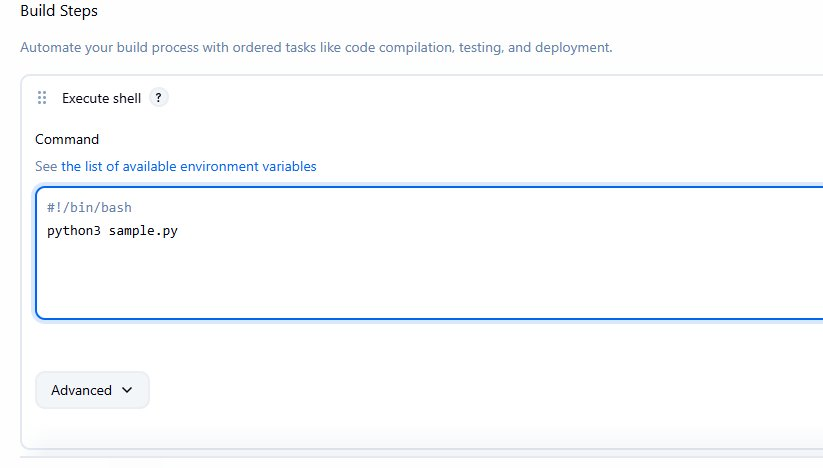 Build Steps
Automate your build process with ordered tasks like code compilation, testing, and deployment.
Execute shell ?
Command
See the list of available environment variables
#!/bin/bash
python3 sample.py
Advanced